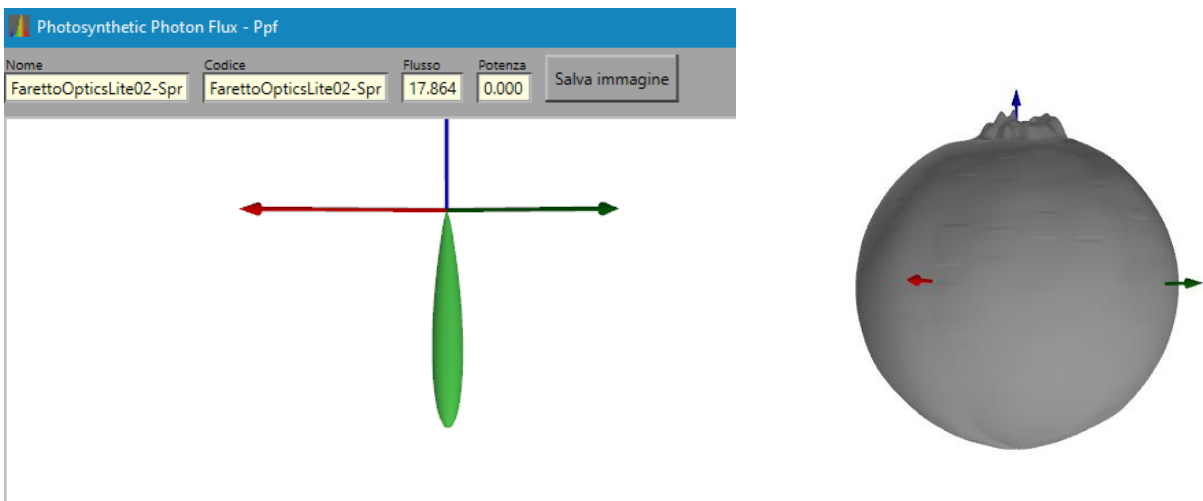 Photosynthetic Photon Flux - Ppf
Nome Codice Flusso Potenza
FarettoOpticsLite02-Spr FarettoOpticsLite02-Spr 17.864 0.000 Salva immagine